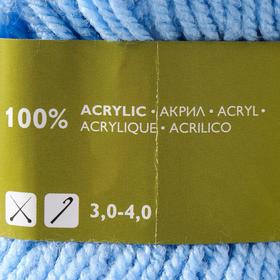 100% ACRYLIC • АКРИЛ • ACRYL •
ACRYLIQUE • ACRILICO
3,0-4,0